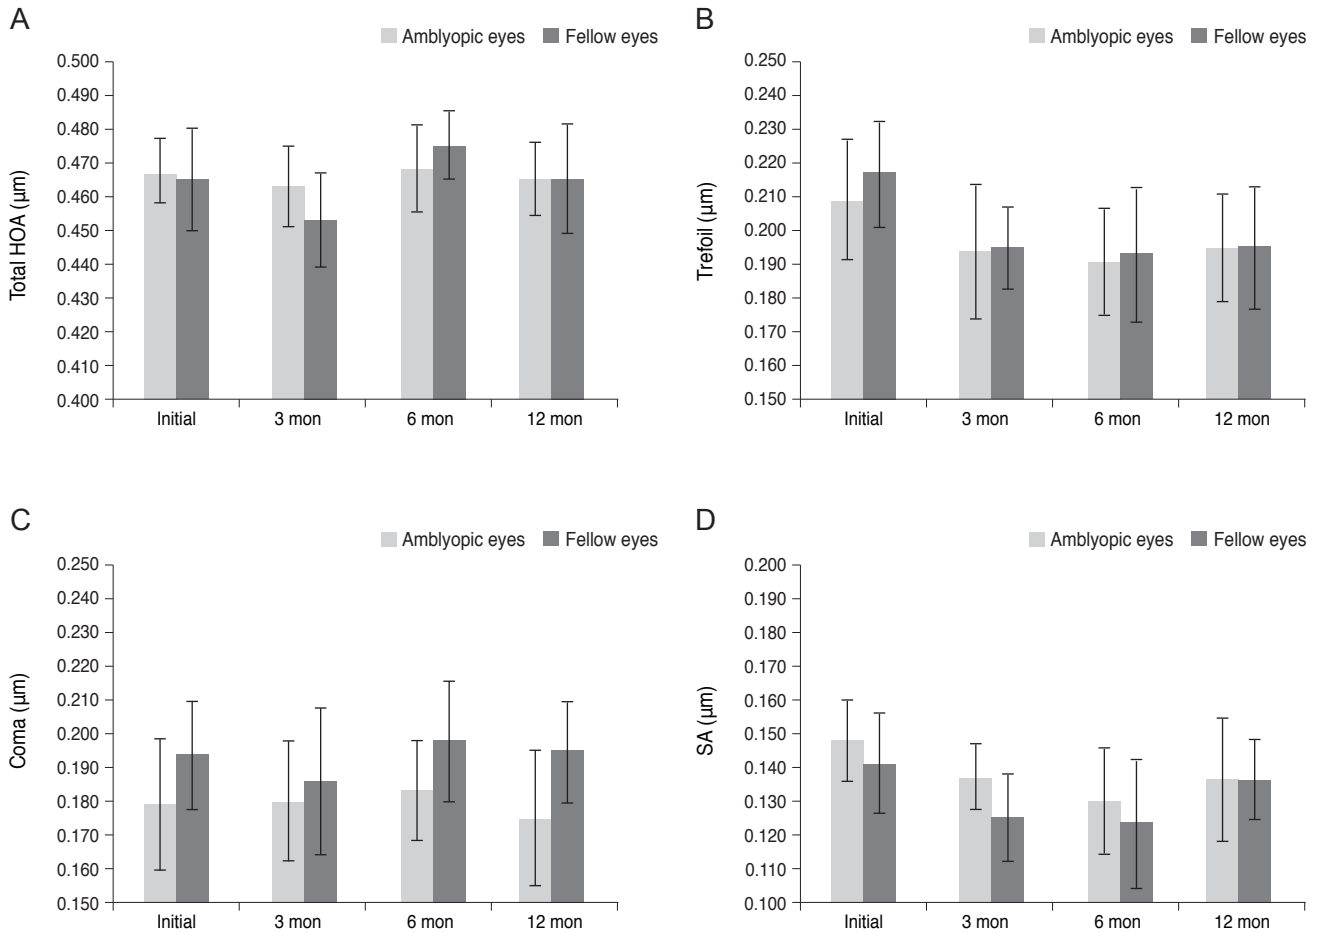 A
Amblyopic eyes Fellow eyes
Total HOA (µm)
0.500
0.490
0.480
0.470
0.460
0.450
0.440
0.430
0.420
0.410
0.400
Initial 3 mon 6 mon 12 mon
B
Amblyopic eyes Fellow eyes
Trefoil (µm)
0.250
0.240
0.230
0.220
0.210
0.200
0.190
0.180
0.170
0.160
0.150
Initial 3 mon 6 mon 12 mon
C
Amblyopic eyes Fellow eyes
Coma (µm)
0.250
0.240
0.230
0.220
0.210
0.200
0.190
0.180
0.170
0.160
0.150
Initial 3 mon 6 mon 12 mon
D
Amblyopic eyes Fellow eyes
SA (µm)
0.200
0.190
0.180
0.170
0.160
0.150
0.140
0.130
0.120
0.110
0.100
Initial 3 mon 6 mon 12 mon